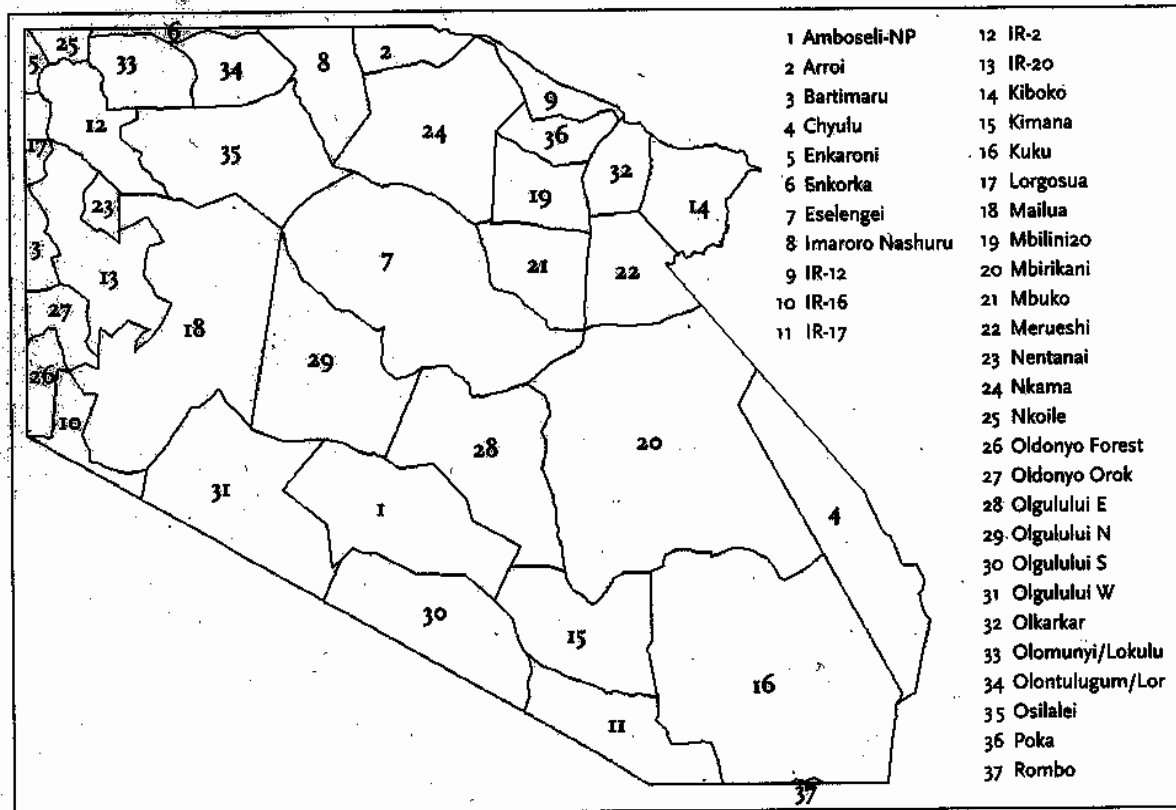 1 Amboseli-NP
2 Arroi
3 Bartimaru
4 Chyulu
5 Enkaroni
6 Enkorka
7 Eselengei
8 Imaroro Nashuru
9 IR-12
10 IR-16
11 IR-17
12 IR-2
13 IR-20
14 Kiboko
15 Kimana
16 Kuku
17 Lorgosua
18 Mailua
19 Mbilini20
20 Mbirikani
21 Mbuko
22 Merueshi
23 Nentanai
24 Nkama
25 Nkoile
26 Oldonyo Forest
27 Oldonyo Orok
28 Olgulului E
29 Olgulului N
30 Olgulului S
31 Olgulului W
32 Olkarkar
33 Olomunyi/Lokulu
34 Olontulugum/Lor
35 Osilalei
36 Poka
37 Rombo
6
25
5
33
34
8
2
9
12
24
36
17
35
32
19
23
14
3
13
7
21
22
27
18
29
26
10
28
20
31
1
4
30
15
16
11
37